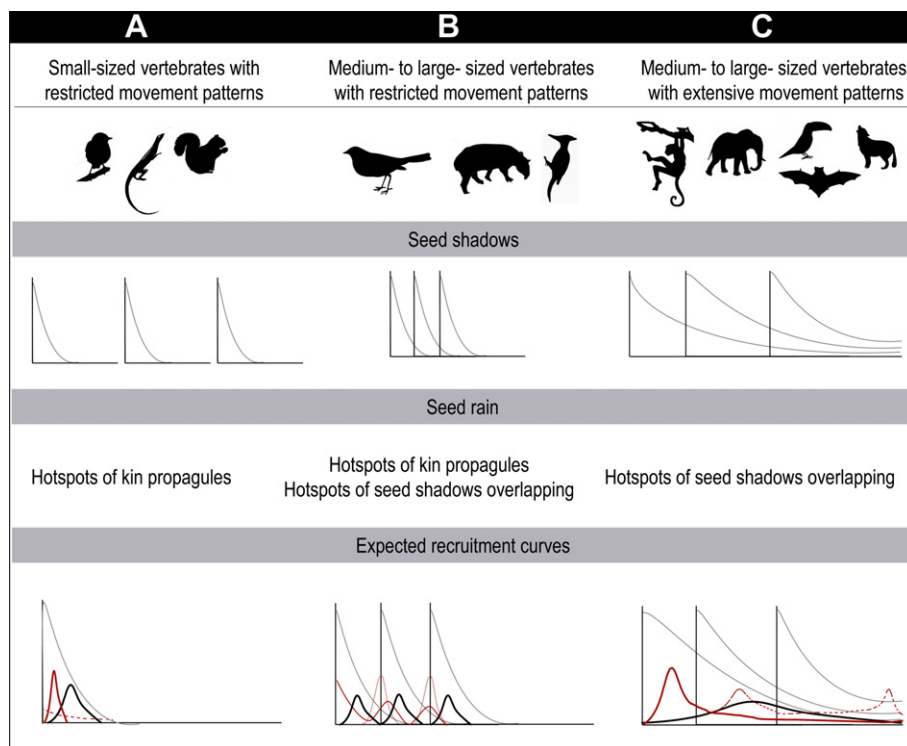 A
B
C
Small-sized vertebrates with
restricted movement patterns
Medium- to large- sized vertebrates
with restricted movement patterns
Medium- to large- sized vertebrates
with extensive movement patterns
Seed shadows
Seed rain
Hotspots of kin propagules
Hotspots of kin propagules
Hotspots of seed shadows overlapping
Hotspots of seed shadows overlapping
Expected recruitment curves